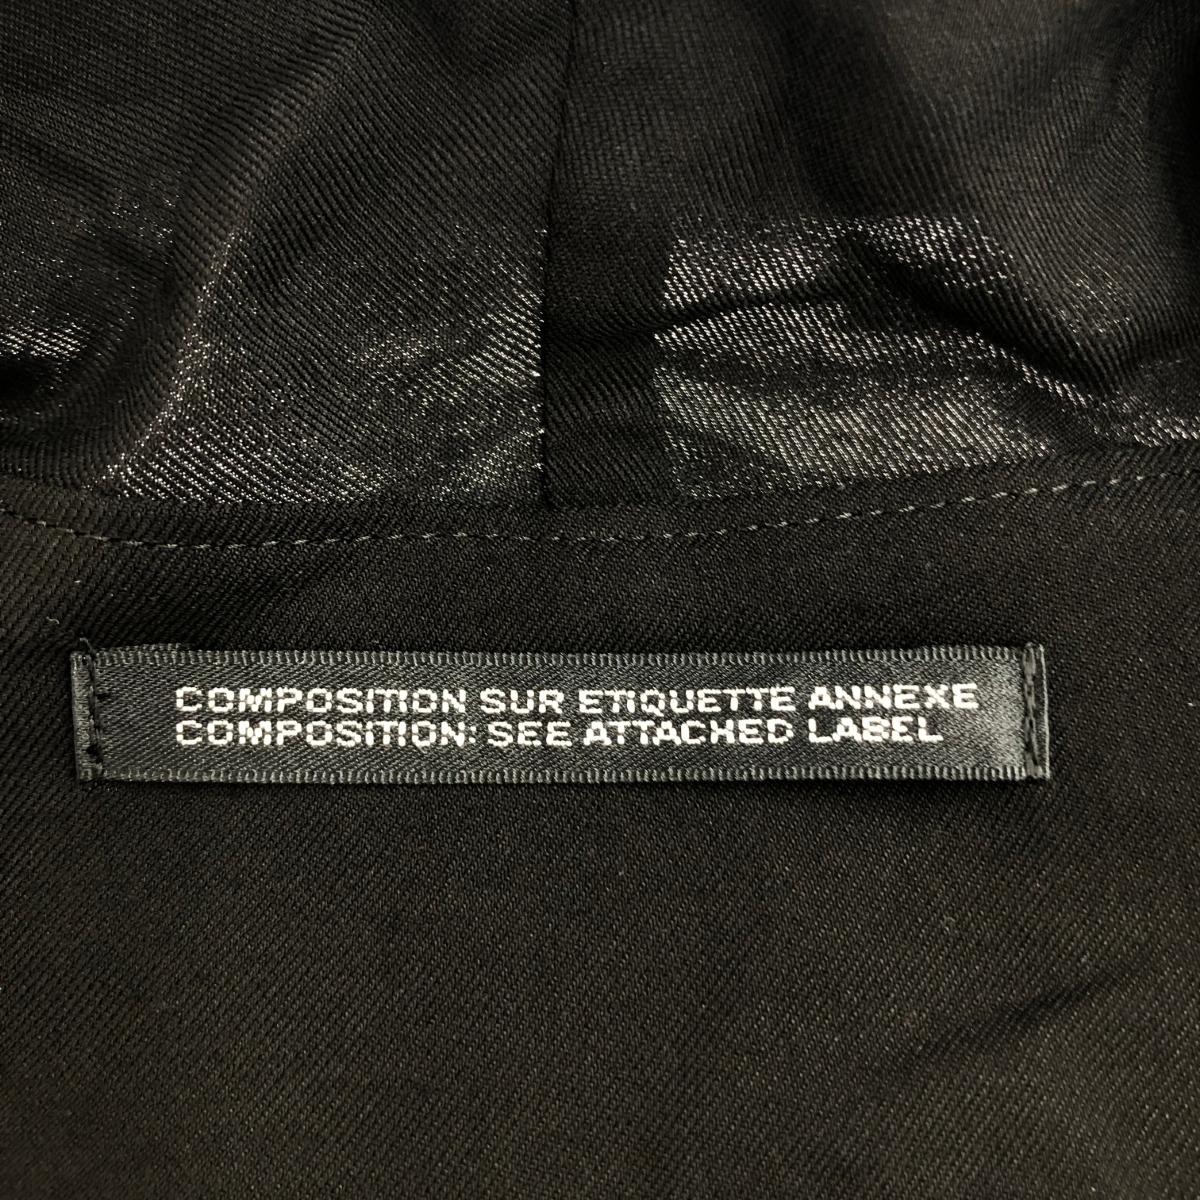 COMPOSITION SUR ETIQUETTE ANNEXE
COMPOSITION: SEE ATTACHED LABEL